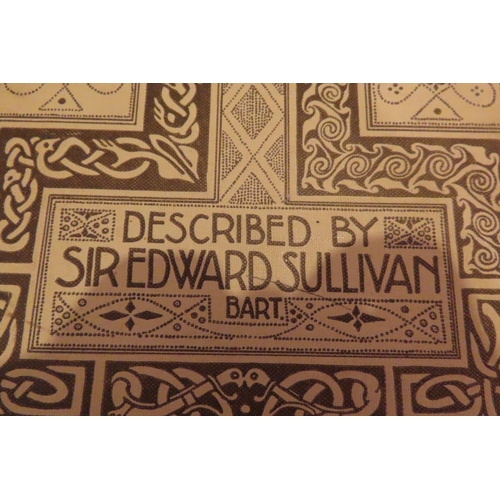 DESCRIBED BY
SIR EDWARD SULLIVAN
BART.